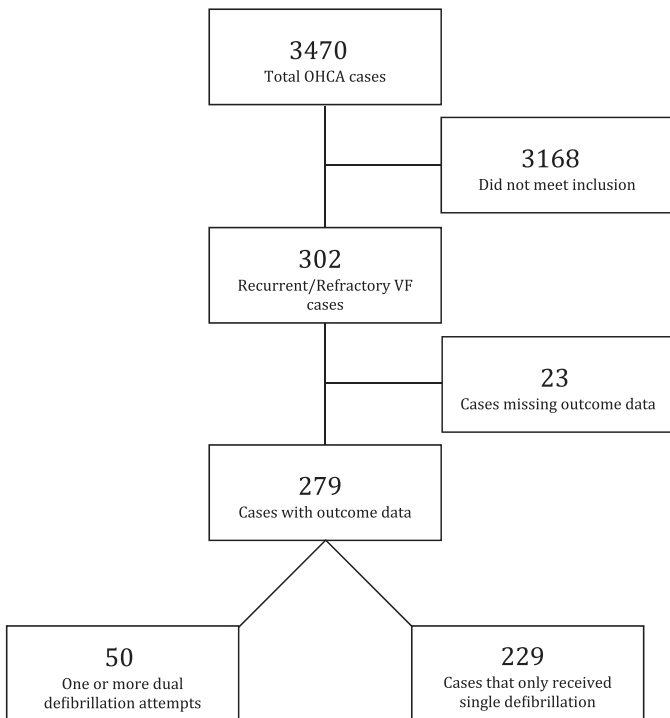 3470
Total OHCA cases
3168
Did not meet inclusion
302
Recurrent/Refractory VF
cases
23
Cases missing outcome data
279
Cases with outcome data
50
One or more dual
defibrillation attempts
229
Cases that only received
single defibrillation